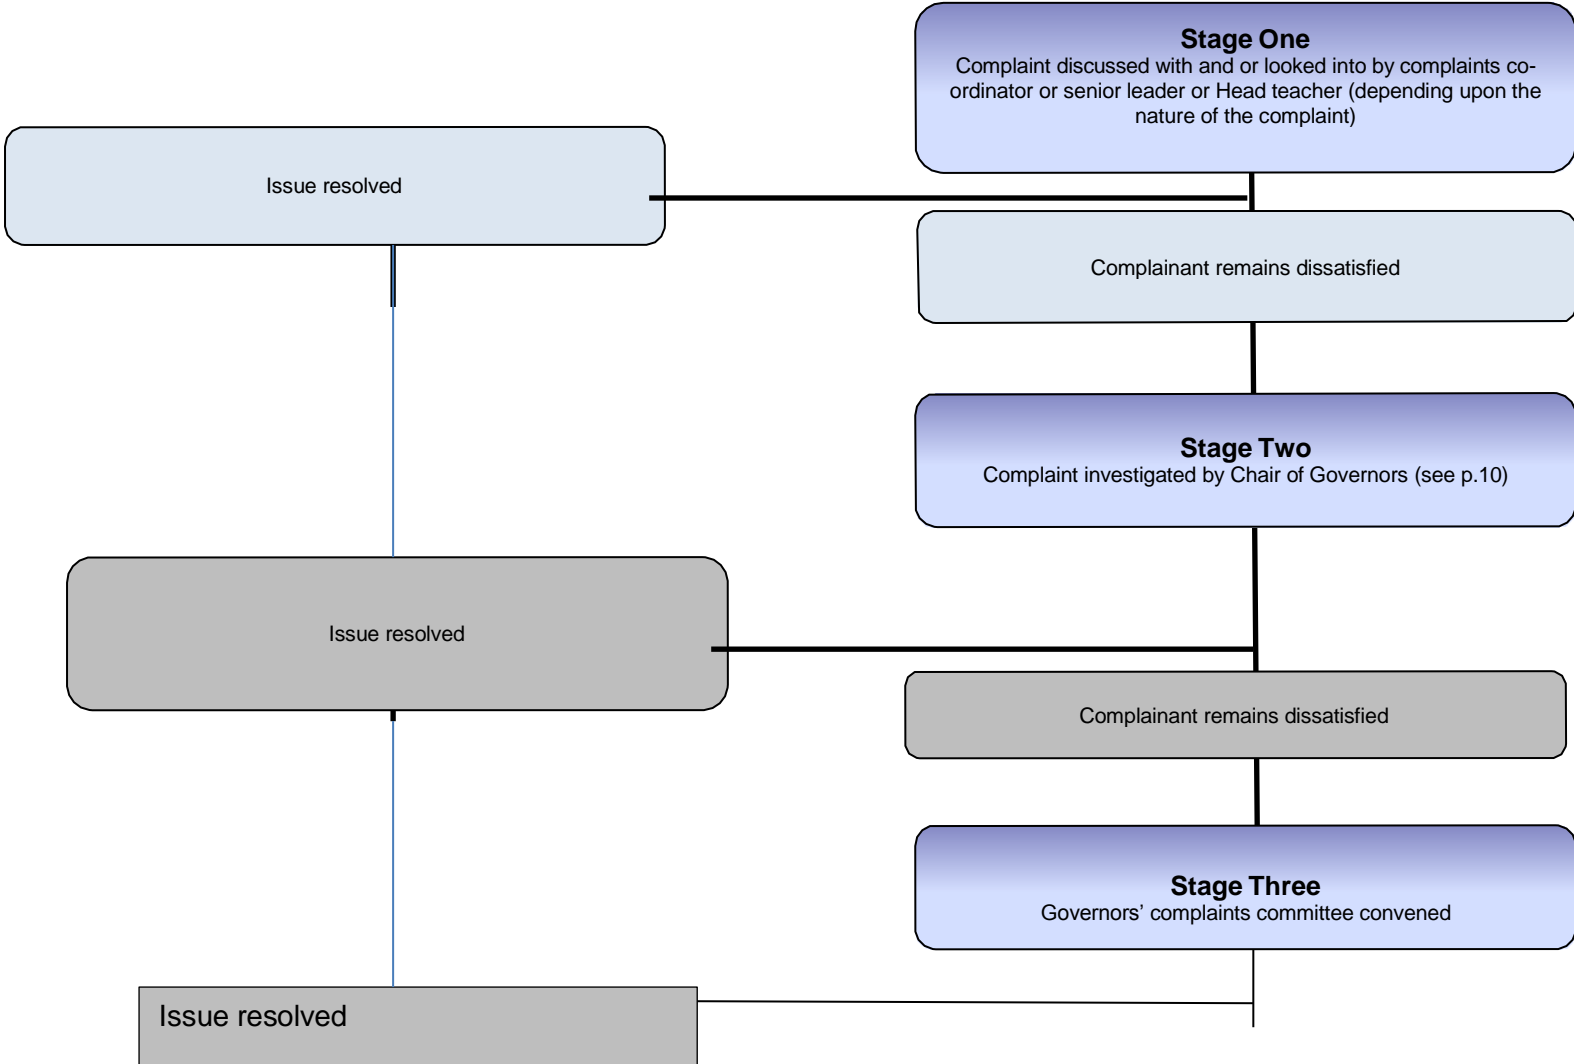 Stage One
Complaint discussed with and or looked into by complaints co-
ordinator or senior leader or Head teacher (depending upon the
nature of the complaint)
Issue resolved
Complainant remains dissatisfied
Stage Two
Complaint investigated by Chair of Governors (see p.10)
Issue resolved
Complainant remains dissatisfied
Stage Three
Governors’ complaints committee convened
Issue resolved